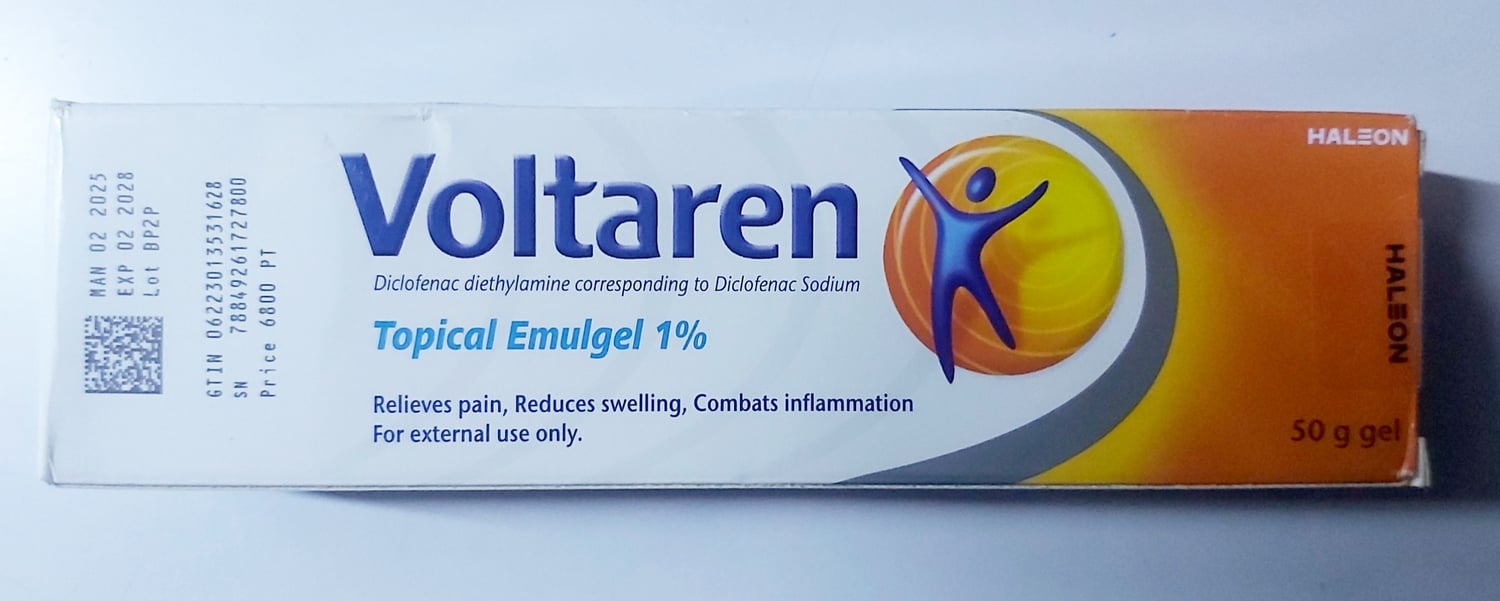 MAN 02 2025
EXP 02 2028
Lot BP2P
GTIN 06223013531628
SN 78849261727800
Price 6800 PT
Voltaren
Diclofenac diethylamine corresponding to Diclofenac Sodium
Topical Emulgel 1%
Relieves pain, Reduces swelling, Combats inflammation
For external use only.
HALEON
HALEON
50 g gel